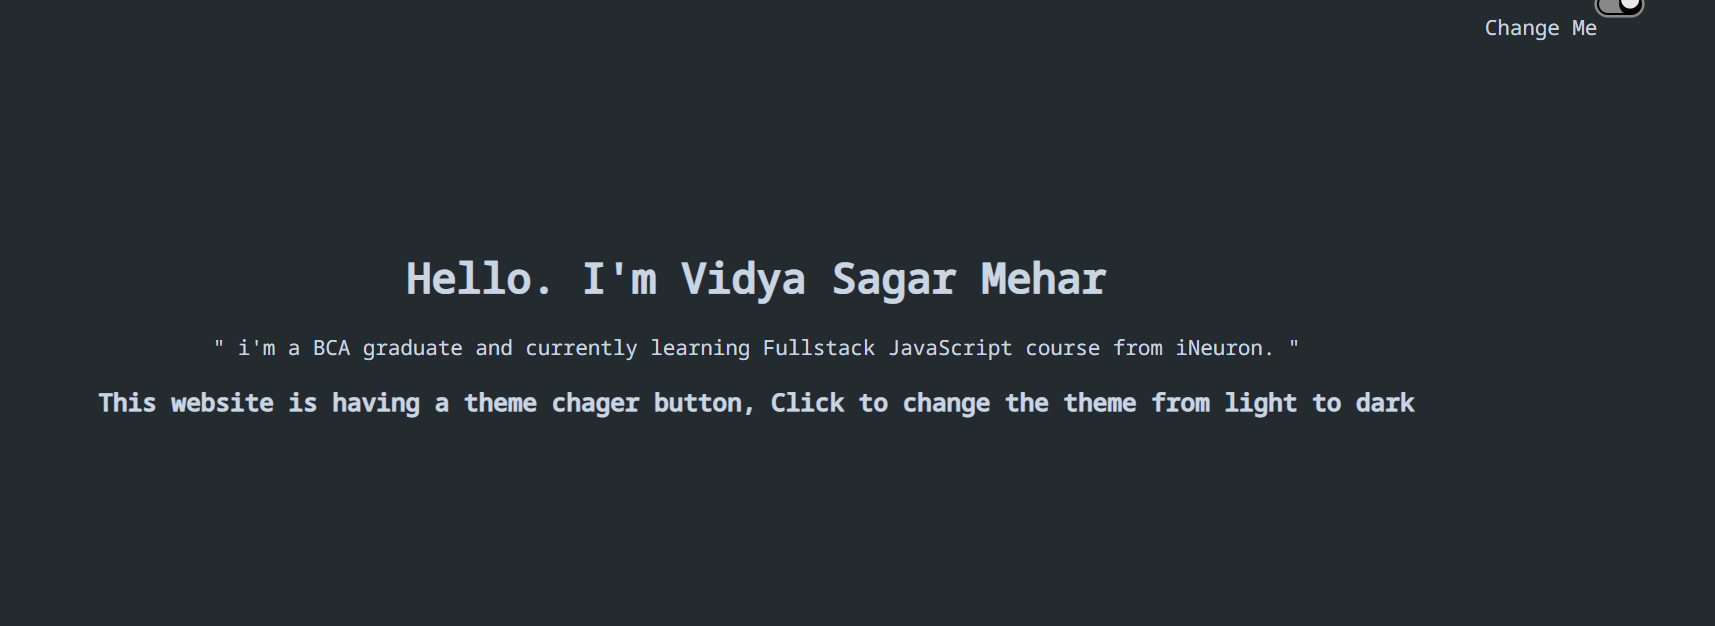 Change Me
Hello. I'm Vidya Sagar Mehar
" i'm a BCA graduate and currently learning Fullstack JavaScript course from iNeuron. "
This website is having a theme chager button, Click to change the theme from light to dark